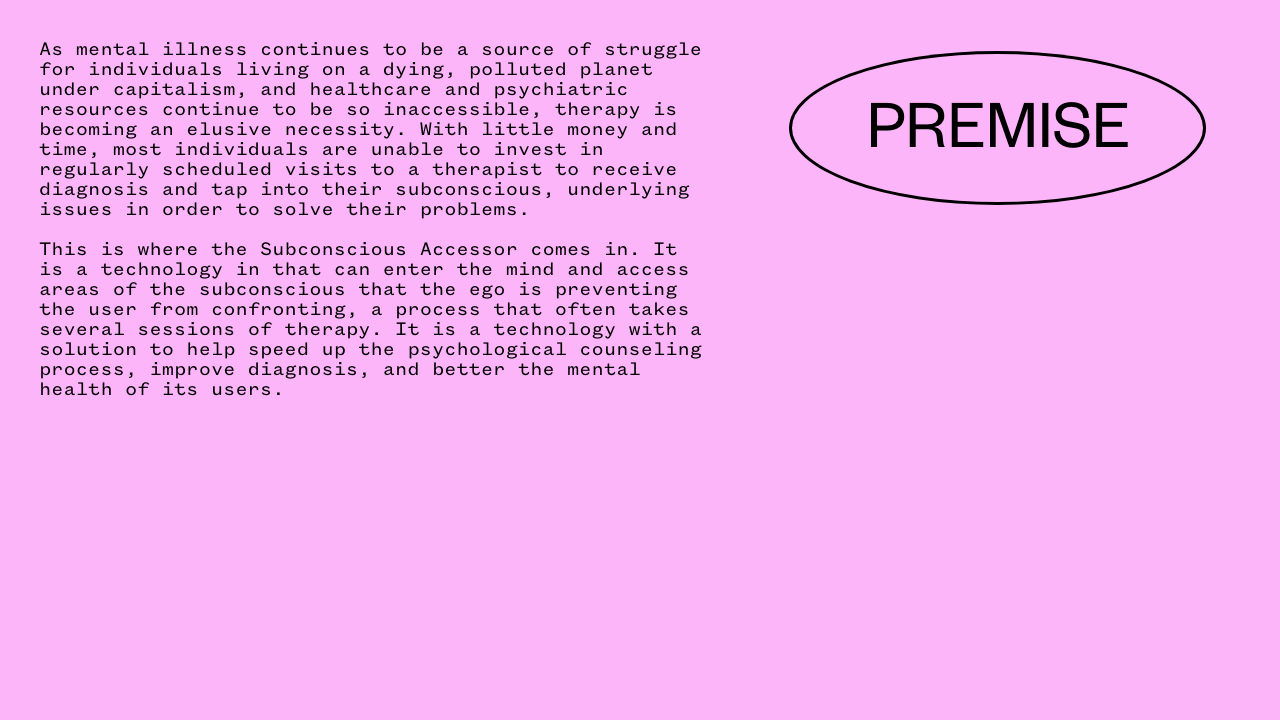 As mental illness continues to be a source of struggle
for individuals living on a dying, polluted planet
under capitalism, and healthcare and psychiatric
resources continue to be so inaccessible, therapy is
becoming an elusive necessity. With little money and
time, most individuals are unable to invest in
regularly scheduled visits to a therapist to receive
diagnosis and tap into their subconscious, underlying
issues in order to solve their problems.

This is where the Subconscious Accessor comes in. It
is a technology in that can enter the mind and access
areas of the subconscious that the ego is preventing
the user from confronting, a process that often takes
several sessions of therapy. It is a technology with a
solution to help speed up the psychological counseling
process, improve diagnosis, and better the mental
health of its users.

PREMISE